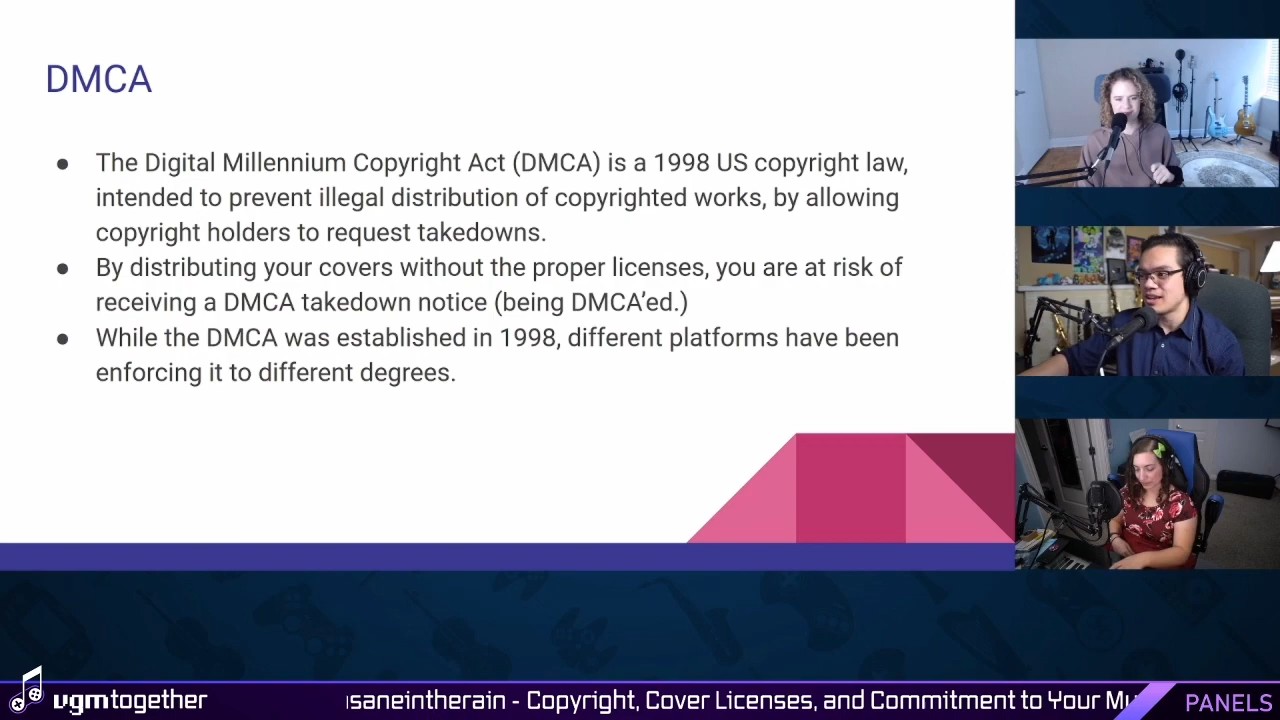 DMCA
● The Digital Millennium Copyright Act (DMCA) is a 1998 US copyright law,
intended to prevent illegal distribution of copyrighted works, by allowing
copyright holders to request takedowns.
● By distributing your covers without the proper licenses, you are at risk of
receiving a DMCA takedown notice (being DMCA’ed.)
● While the DMCA was established in 1998, different platforms have been
enforcing it to different degrees.
vgmtogether
saneintherain - Copyright, Cover Licenses, and Commitment to Your Mu
PANELS